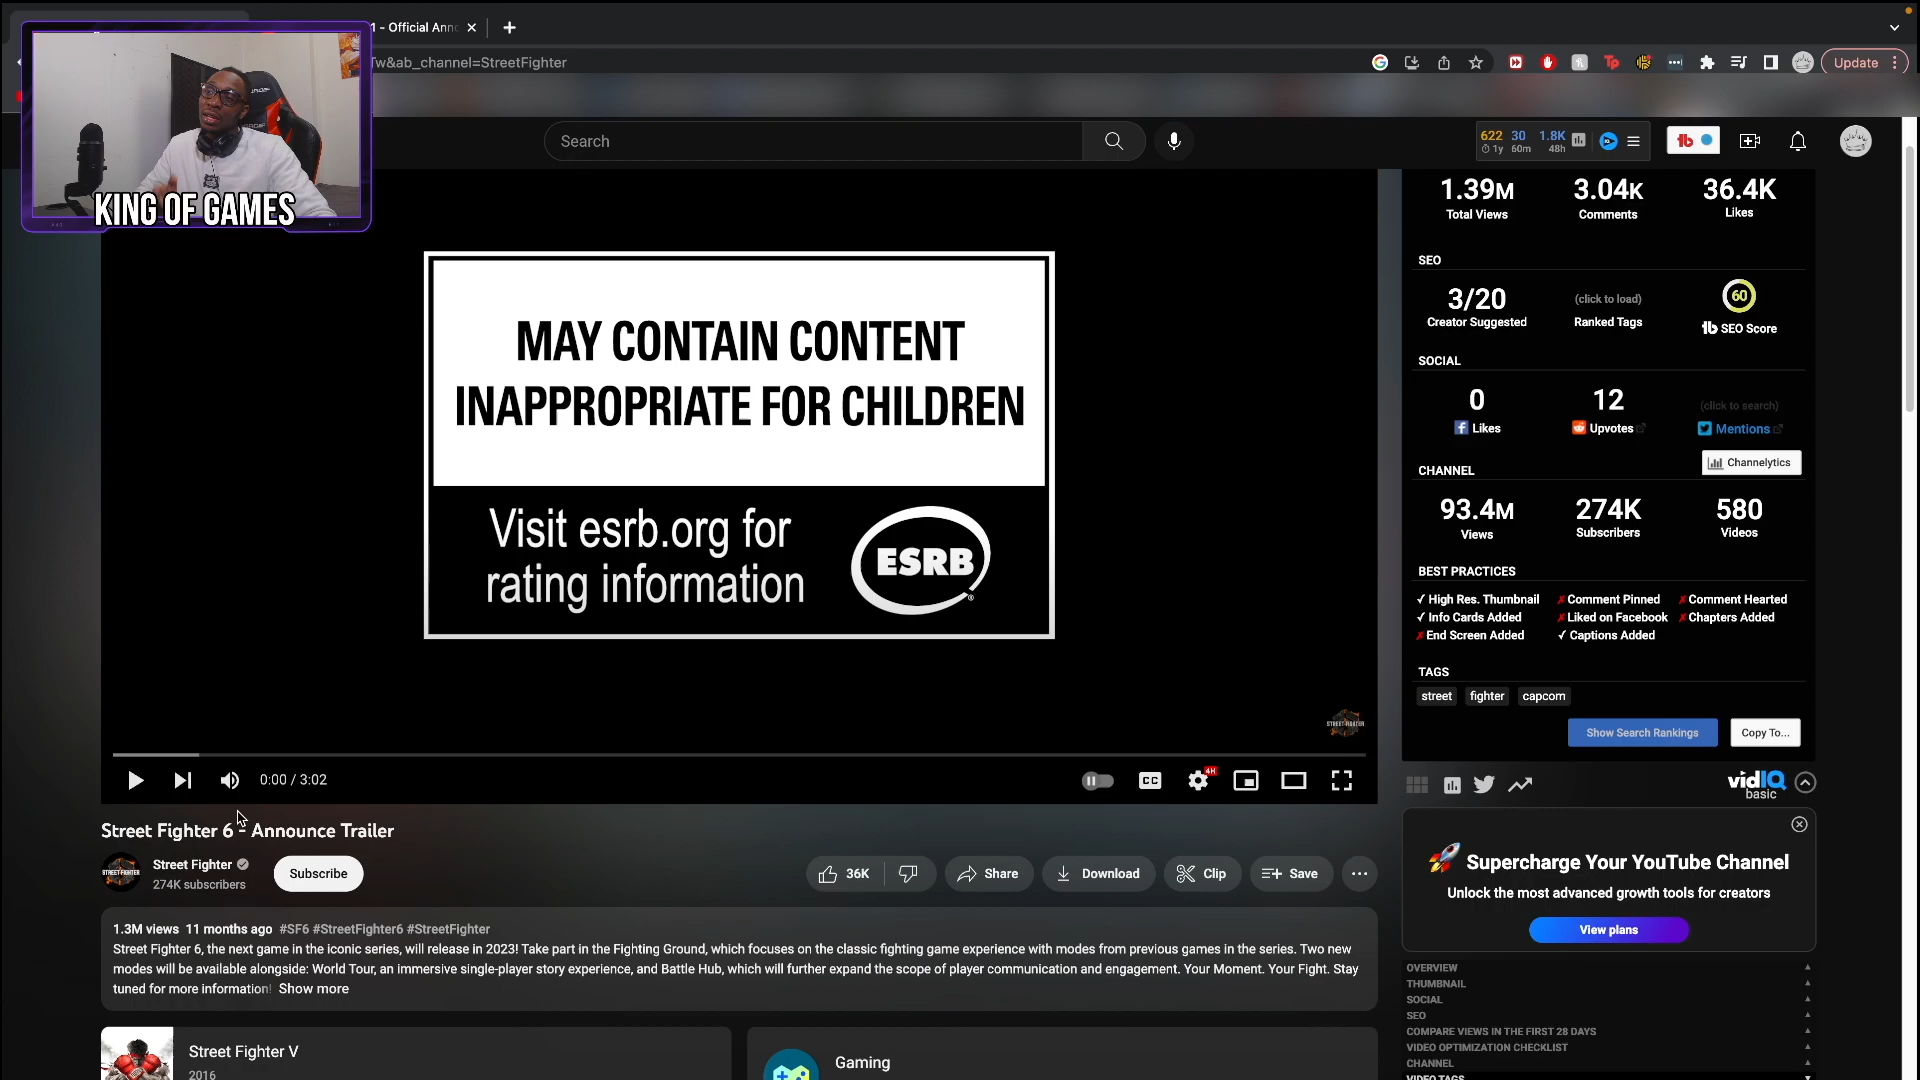 1 - Official Ann
Tw&ab_channel=StreetFighter
Update
KING OF GAMES
Search
622 30 1.8K
1y 60m 48h
1.39M 3.04K 36.4K
Total Views Comments Likes
SEO
3/20 (click to load) 60
Creator Suggested Ranked Tags tb SEO Score
SOCIAL
0 12 (click to search)
Likes Upvotes Mentions
CHANNEL Channelytics
93.4M 274K 580
Views Subscribers Videos
BEST PRACTICES
✓ High Res. Thumbnail ✗ Comment Pinned ✗ Comment Hearted
✓ Info Cards Added ✗ Liked on Facebook ✗ Chapters Added
✗ End Screen Added ✓ Captions Added
TAGS
street fighter capcom
Show Search Rankings Copy To...
MAY CONTAIN CONTENT
INAPPROPRIATE FOR CHILDREN
Visit esrb.org for
rating information
ESRB
STREET FIGHTER
0:00 / 3:02
CC
4K
vidIQ
basic
Street Fighter 6 - Announce Trailer
Street Fighter
274K subscribers
Subscribe
36K Share Download Clip Save
1.3M views 11 months ago #SF6 #StreetFighter6 #StreetFighter
Street Fighter 6, the next game in the iconic series, will release in 2023! Take part in the Fighting Ground, which focuses on the classic fighting game experience with modes from previous games in the series. Two new
modes will be available alongside: World Tour, an immersive single-player story experience, and Battle Hub, which will further expand the scope of player communication and engagement. Your Moment. Your Fight. Stay
tuned for more information! Show more
Street Fighter V
2016
Gaming
Supercharge Your YouTube Channel
Unlock the most advanced growth tools for creators
View plans
OVERVIEW
THUMBNAIL
SOCIAL
SEO
COMPARE VIEWS IN THE FIRST 28 DAYS
VIDEO OPTIMIZATION CHECKLIST
CHANNEL
VIDEO TAGS